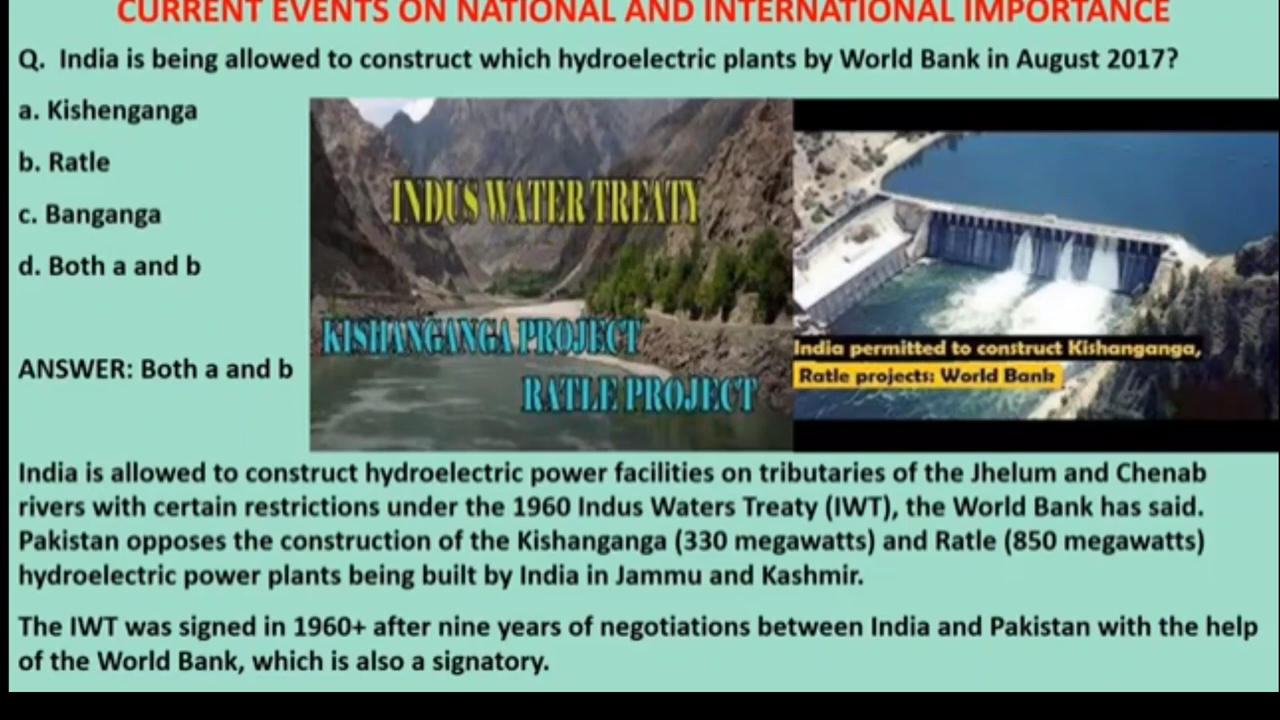 CURRENT EVENTS ON NATIONAL AND INTERNATIONAL IMPORTANCE
Q. India is being allowed to construct which hydroelectric plants by World Bank in August 2017?
a. Kishenganga
b. Ratle
c. Banganga
d. Both a and b
ANSWER: Both a and b
INDUS WATER TREATY
KISHANGANGA PROJECT
RATLE PROJECT
India permitted to construct Kishanganga,
Ratle projects: World Bank
India is allowed to construct hydroelectric power facilities on tributaries of the Jhelum and Chenab
rivers with certain restrictions under the 1960 Indus Waters Treaty (IWT), the World Bank has said.
Pakistan opposes the construction of the Kishanganga (330 megawatts) and Ratle (850 megawatts)
hydroelectric power plants being built by India in Jammu and Kashmir.
The IWT was signed in 1960+ after nine years of negotiations between India and Pakistan with the help
of the World Bank, which is also a signatory.